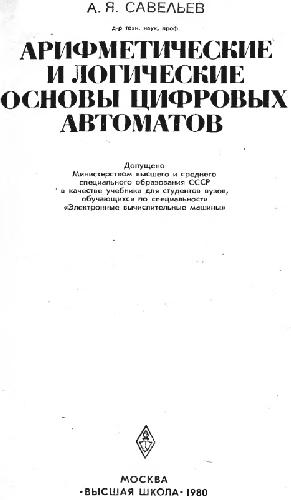 А. Я. САВЕЛЬЕВ
д-р техн. наук, проф.
АРИФМЕТИЧЕСКИЕ
И ЛОГИЧЕСКИЕ
ОСНОВЫ ЦИФРОВЫХ
АВТОМАТОВ
Допущено
Министерством высшего и среднего
специального образования СССР
в качестве учебника для студентов вузов,
обучающихся по специальности
«Электронные вычислительные машины»
МОСКВА
«ВЫСШАЯ ШКОЛА» 1980